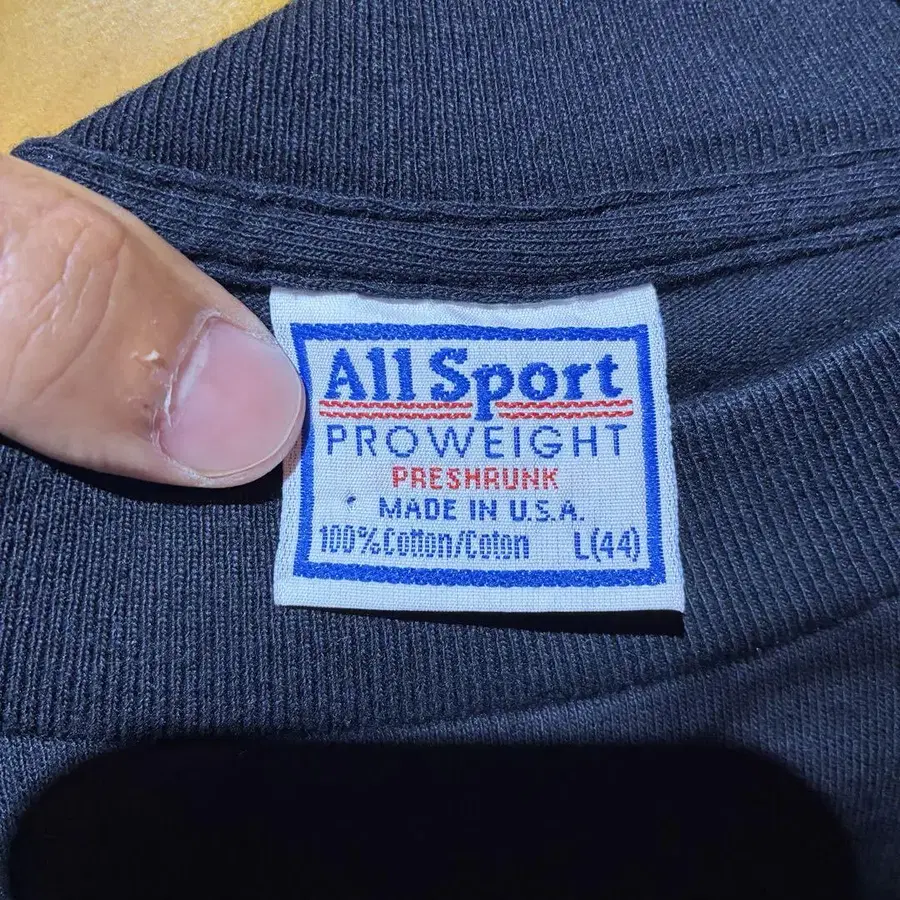 All Sport
PROWEIGHT
PRESHRUNK
MADE IN U.S.A.
100% Cotton/Coton L(44)